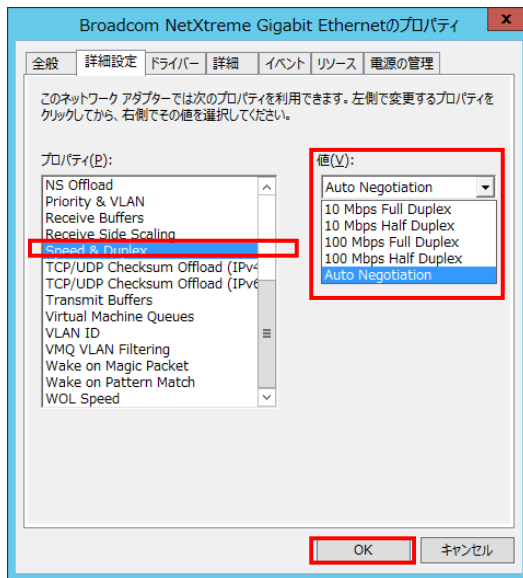 Broadcom NetXtreme Gigabit Ethernetのプロパティ
x
全般 詳細設定 ドライバー 詳細 イベント リソース 電源の管理
このネットワーク アダプターでは次のプロパティを利用できます。左側で変更するプロパティを
クリックしてから、右側でその値を選択してください。
プロパティ(P):
NS Offload
Priority & VLAN
Receive Buffers
Receive Side Scaling
Speed & Duplex
TCP/UDP Checksum Offload (IPv4
TCP/UDP Checksum Offload (IPv6
Transmit Buffers
Virtual Machine Queues
VLAN ID
VMQ VLAN Filtering
Wake on Magic Packet
Wake on Pattern Match
WOL Speed
値(V):
Auto Negotiation
10 Mbps Full Duplex
10 Mbps Half Duplex
100 Mbps Full Duplex
100 Mbps Half Duplex
Auto Negotiation
OK キャンセル